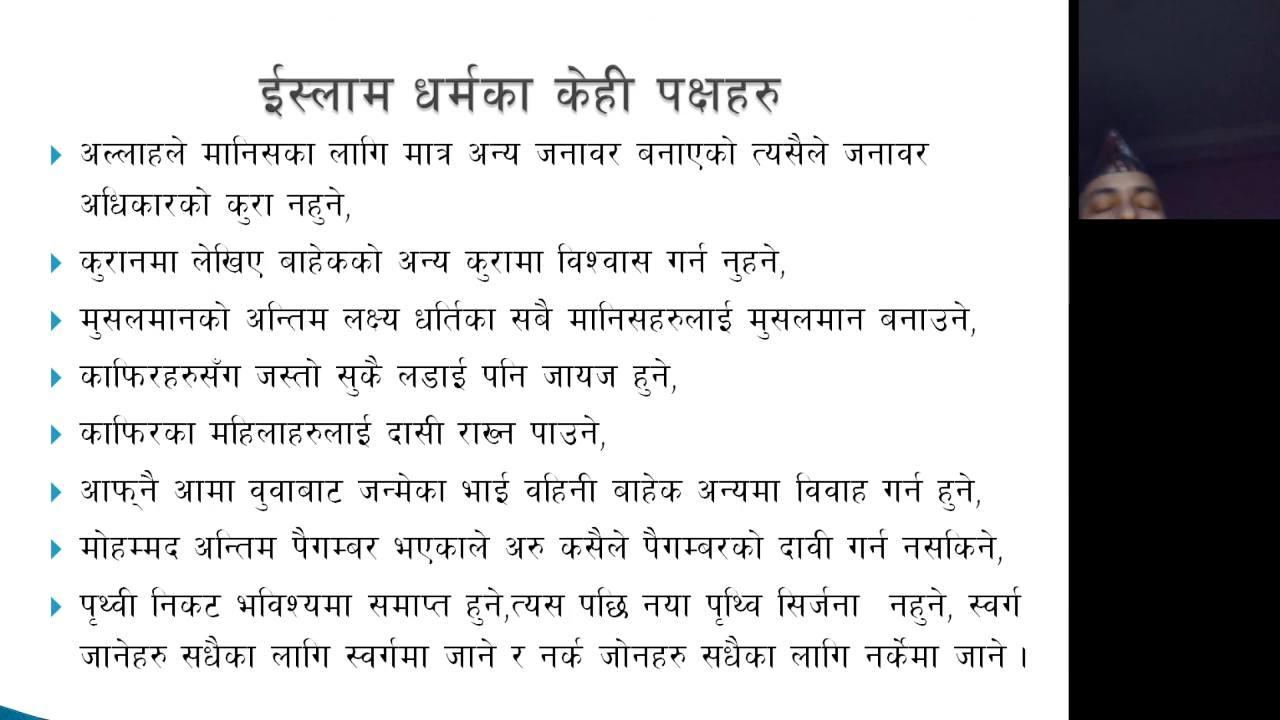 ईस्लाम धर्मका केही पक्षहरु
अल्लाहले मानिसका लागि मात्र अन्य जनावर बनाएको त्यसैले जनावर
अधिकारको कुरा नहुने,
कुरानमा लेखिए बाहेकको अन्य कुरामा विश्वास गर्न नुहने,
मुसलमानको अन्तिम लक्ष्य धर्तिका सबै मानिसहरुलाई मुसलमान बनाउने,
काफिरहरुसँग जस्तो सुकै लडाई पनि जायज हुने,
काफिरका महिलाहरुलाई दासी राख्न पाउने,
आफ्‌नै आमा वुवाबाट जन्मेका भाई वहिनी बाहेक अन्यमा विवाह गर्न हुने,
मोहम्मद अन्तिम पैगम्बर भएकाले अरु कसैले पैगम्बरको दावी गर्न नसकिने,
पृथ्वी निकट भविश्यमा समाप्त हुने,त्यस पछि नया पृथ्वि सिर्जना नहुने, स्वर्ग
जानेहरु सधैका लागि स्वर्गमा जाने र नर्क जोनहरु सधैका लागि नर्केमा जाने ।